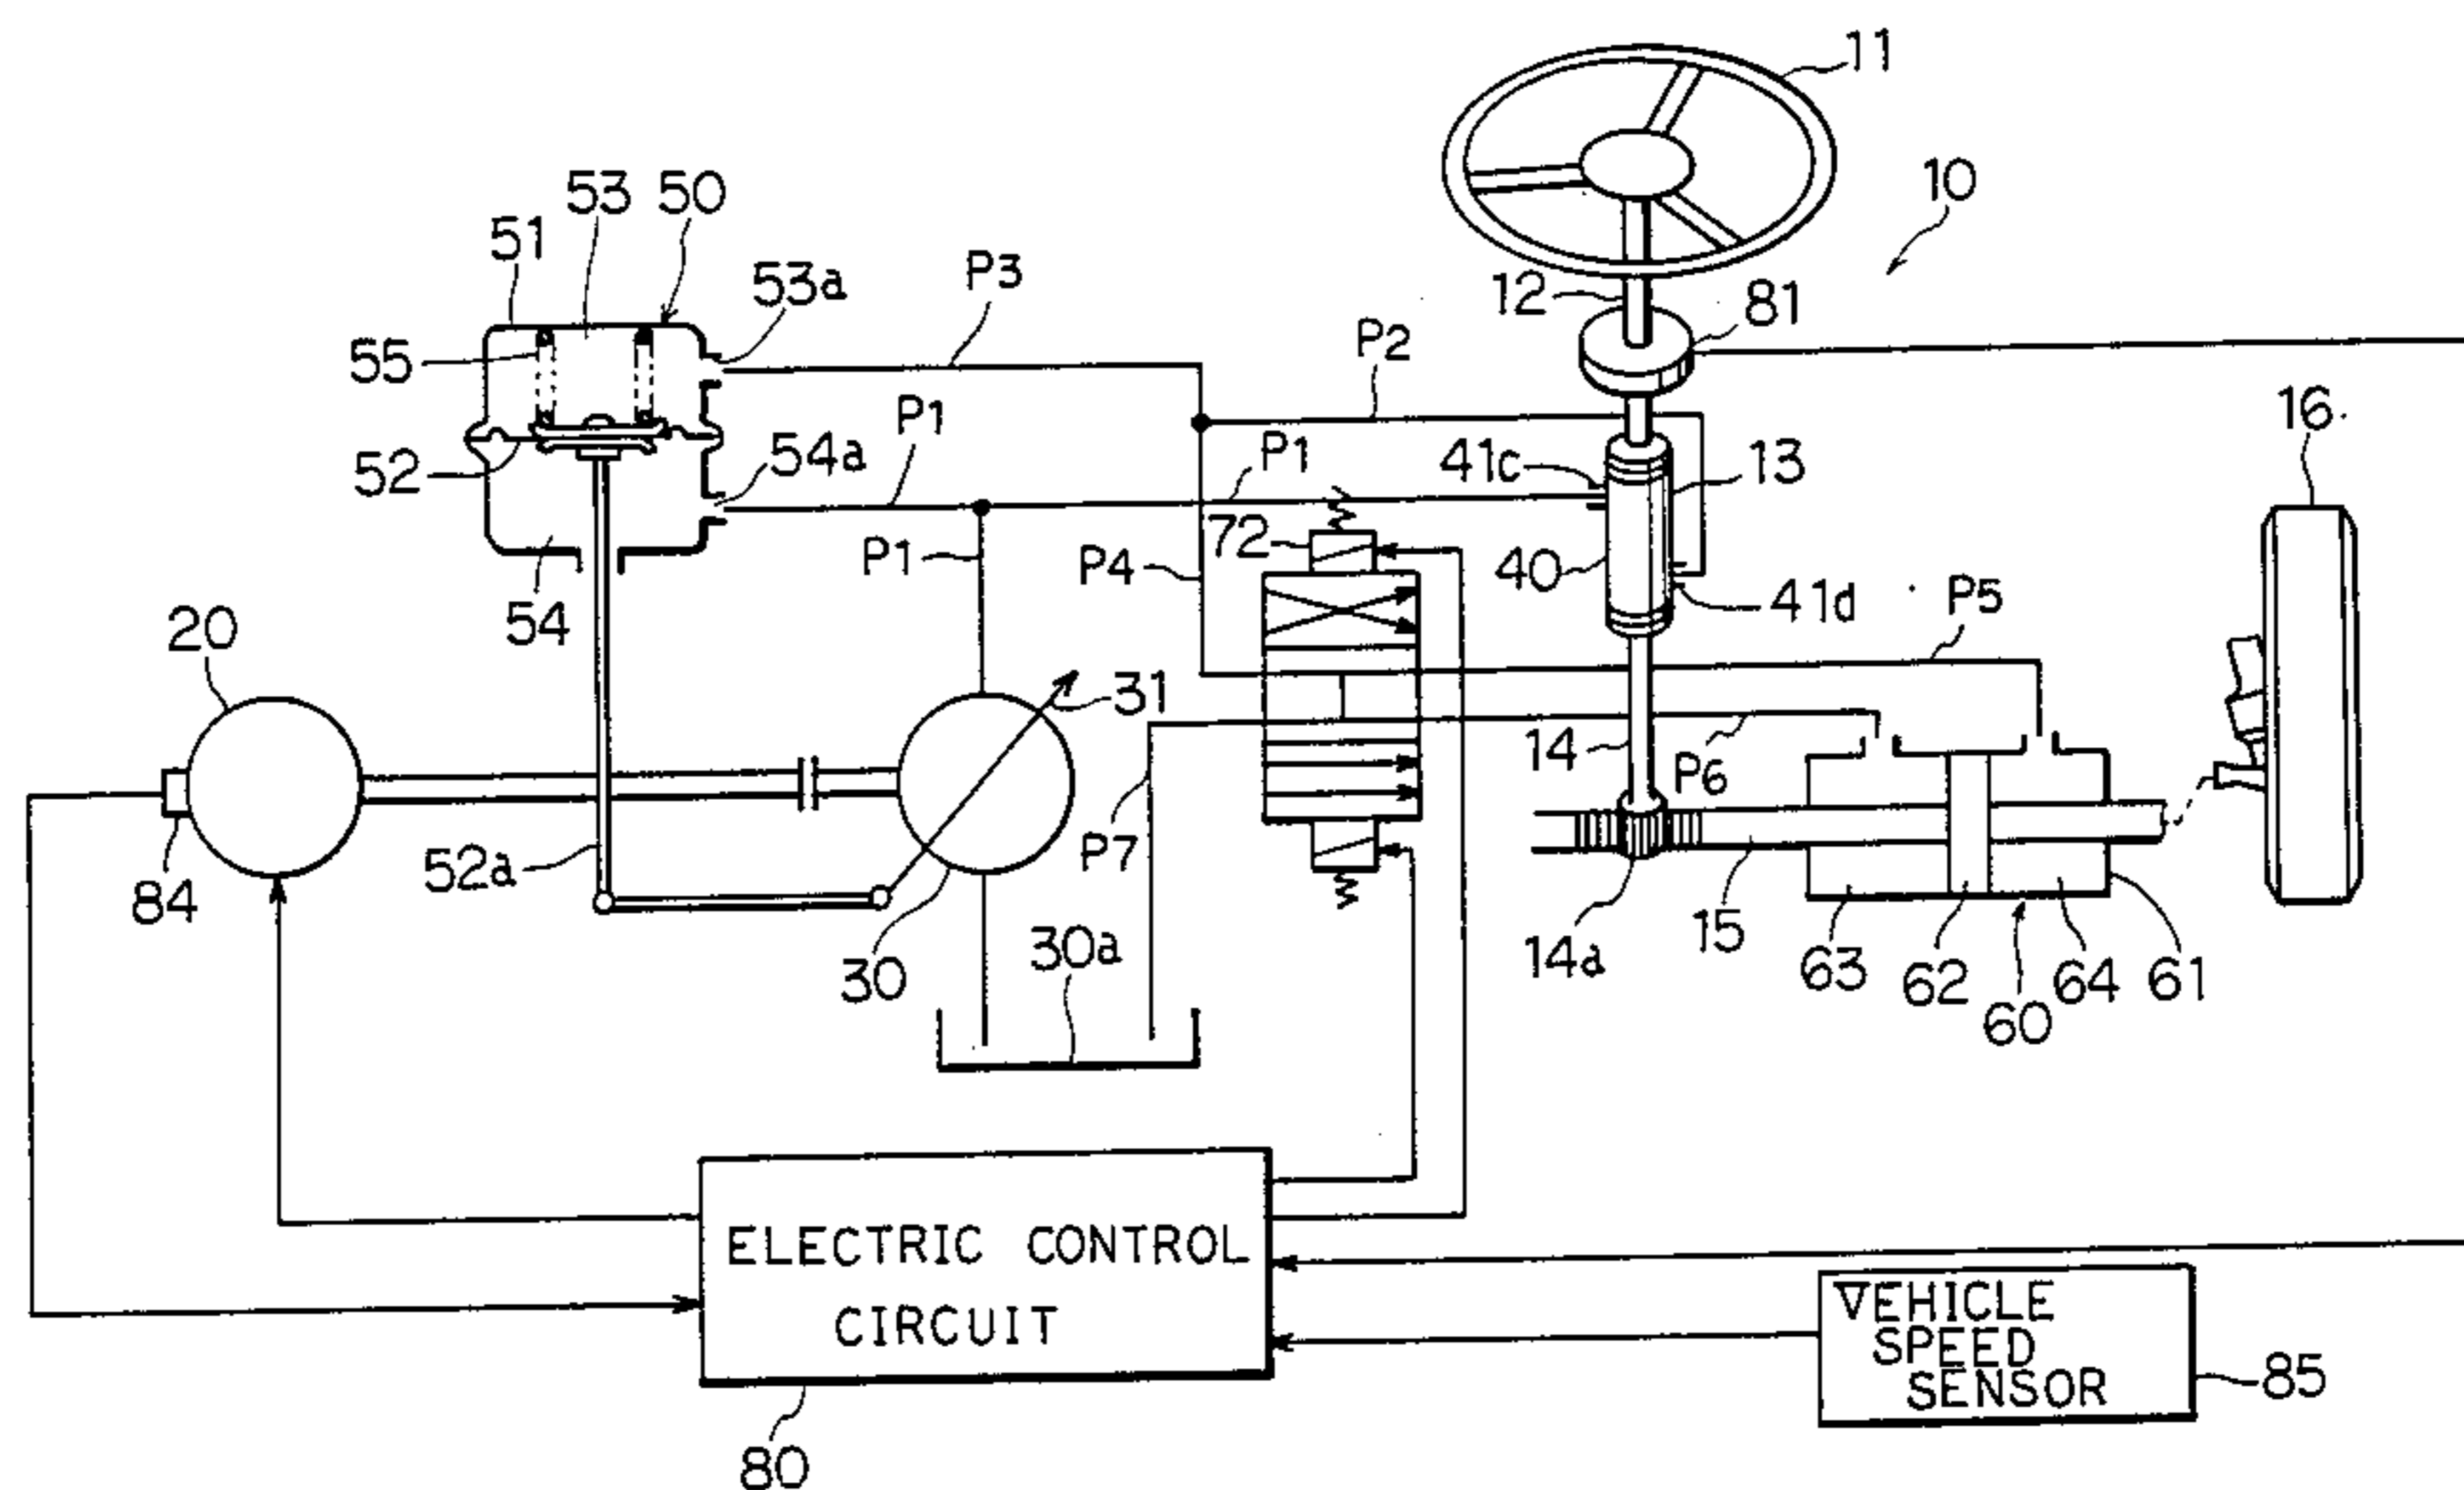 11
10
53
50
51
53a
P3
12
81
P2
55
16
P1
54a
P1
41c
13
52
72
P1
P4
40
41d
P5
54
20
31
14
P6
P7
52a
84
30
30a
14a
15
63
62
64
61
60
ELECTRIC CONTROL
CIRCUIT
VEHICLE
SPEED
SENSOR
85
80